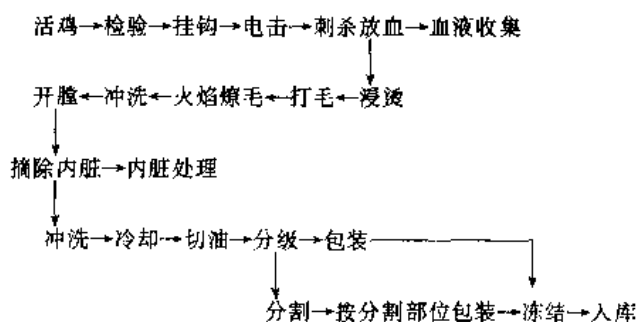 活鸡→检验→挂钩→电击→刺杀放血→血液收集
开膛←冲洗←火焰燎毛←打毛←浸烫
摘除内脏→内脏处理
冲洗→冷却→切油→分级→包装
分割→按分割部位包装→冻结→入库